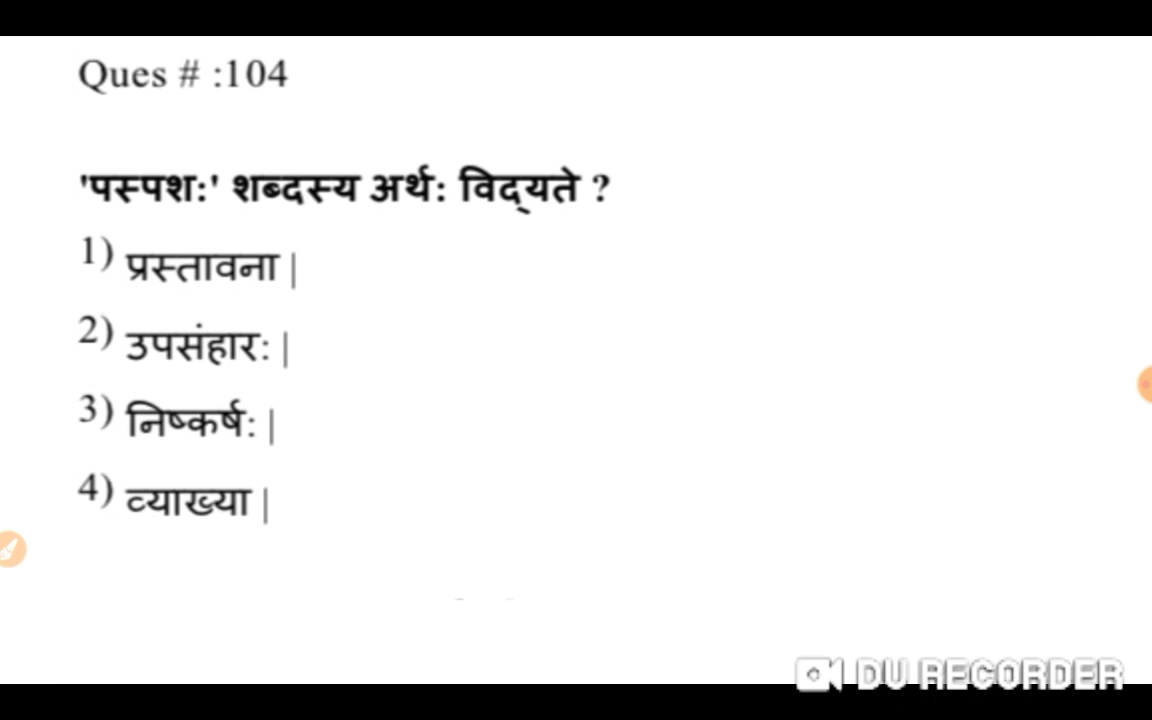 Ques # :104
'पस्पश:' शब्दस्य अर्थ: विद्‌यते ?
1) प्रस्तावना |
2) उपसंहार: |
3) निष्कर्ष: |
4) व्याख्या |
DU RECORDER